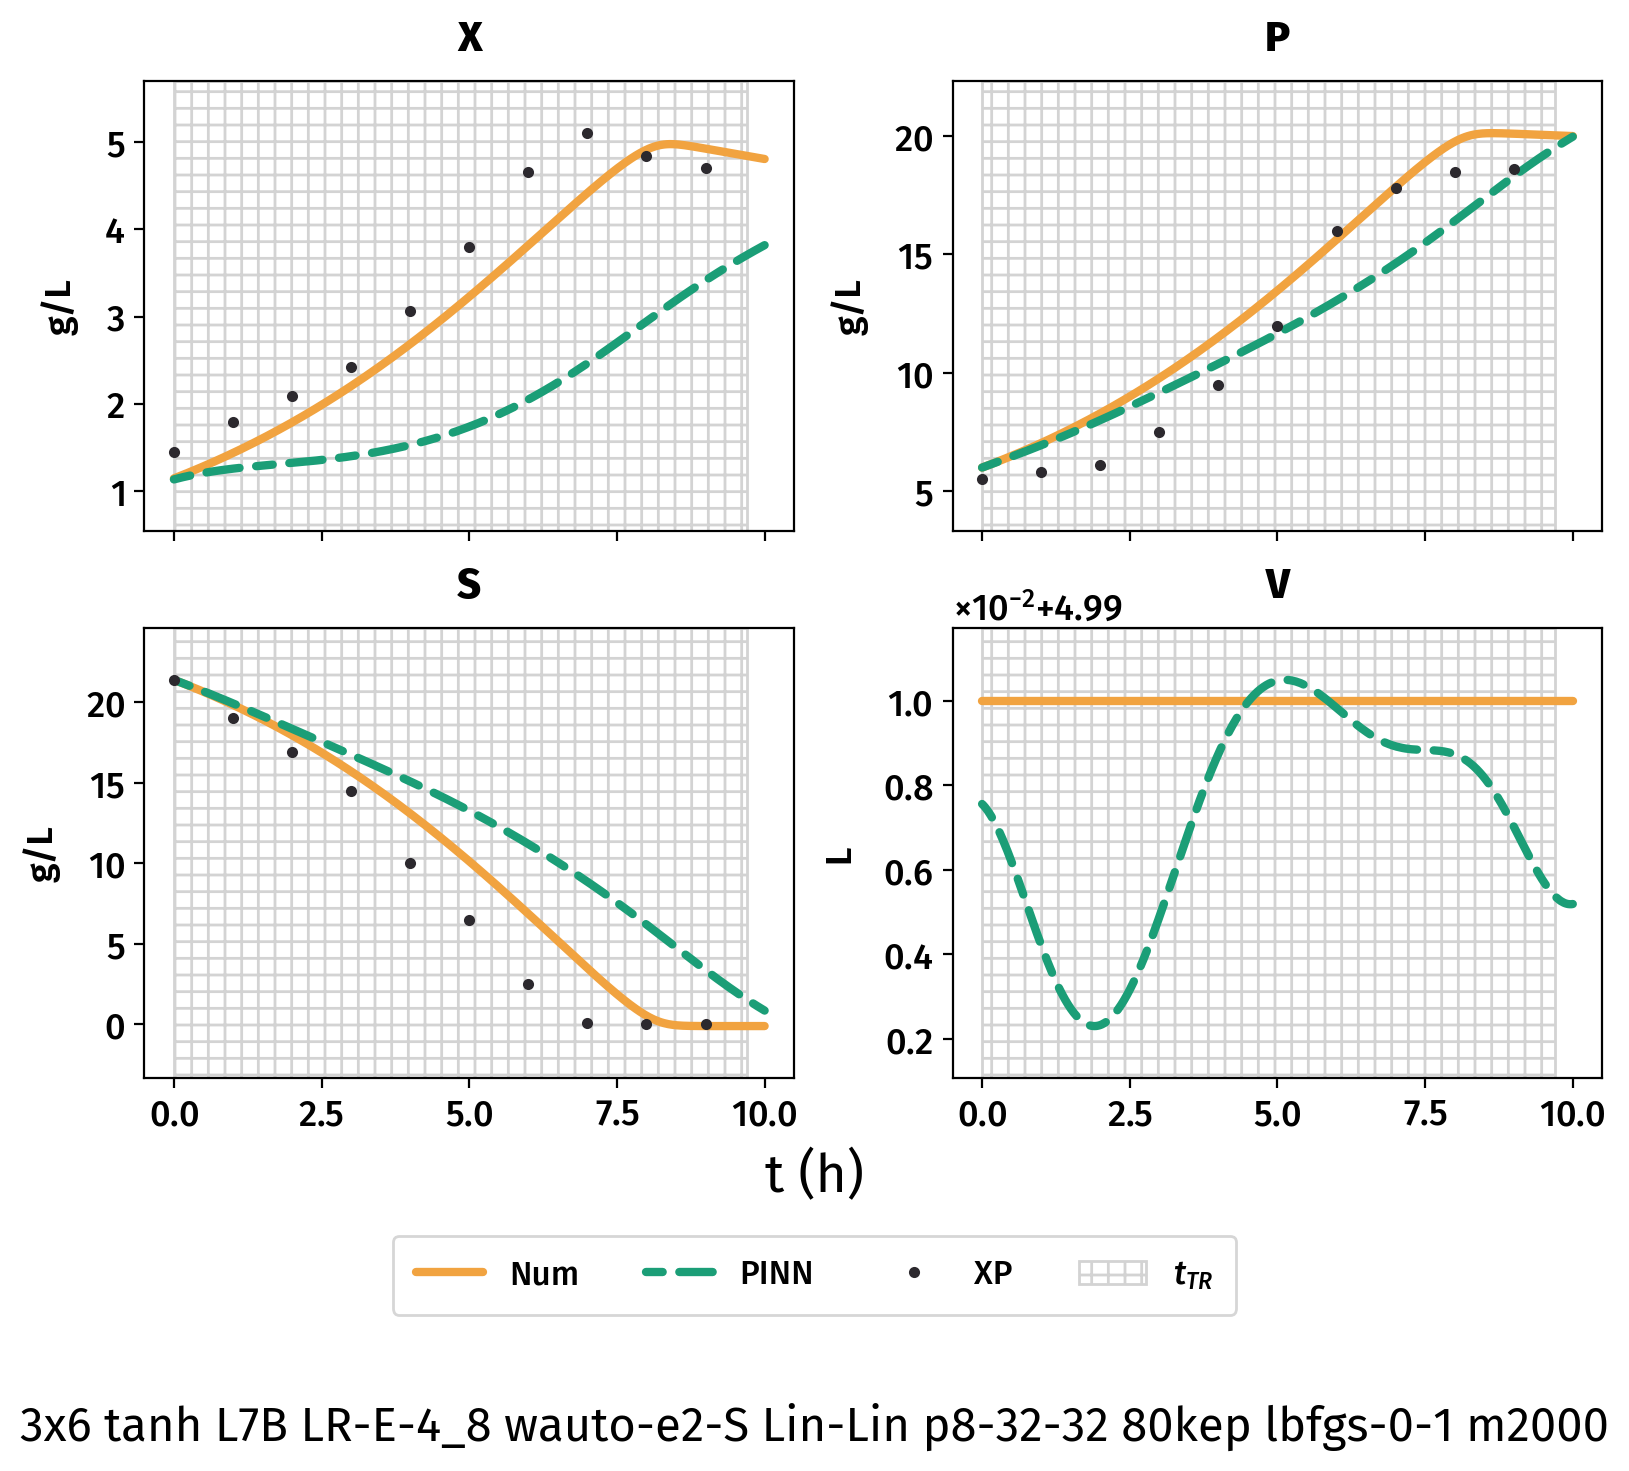 X
P
g/L
5
4
3
2
1
g/L
20
15
10
5
S
V
×10⁻²+4.99
g/L
20
15
10
5
0
L
1.0
0.8
0.6
0.4
0.2
0.0 2.5 5.0 7.5 10.0
0.0 2.5 5.0 7.5 10.0
t (h)
Num PINN XP t_TR
3x6 tanh L7B LR-E-4_8 wauto-e2-S Lin-Lin p8-32-32 80kep lbfgs-0-1 m2000